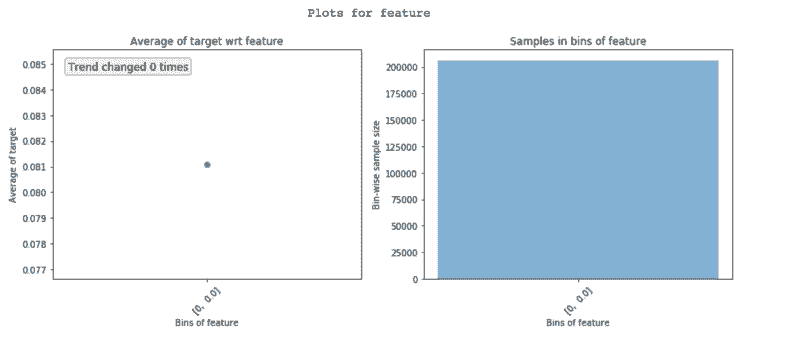 Plots for feature
Average of target wrt feature
Trend changed 0 times
0.085
0.084
0.083
0.082
0.081
0.080
0.079
0.078
0.077
Average of target
[0, 0.0]
Bins of feature
Samples in bins of feature
200000
175000
150000
125000
100000
75000
50000
25000
0
Bin-wise sample size
[0, 0.0]
Bins of feature